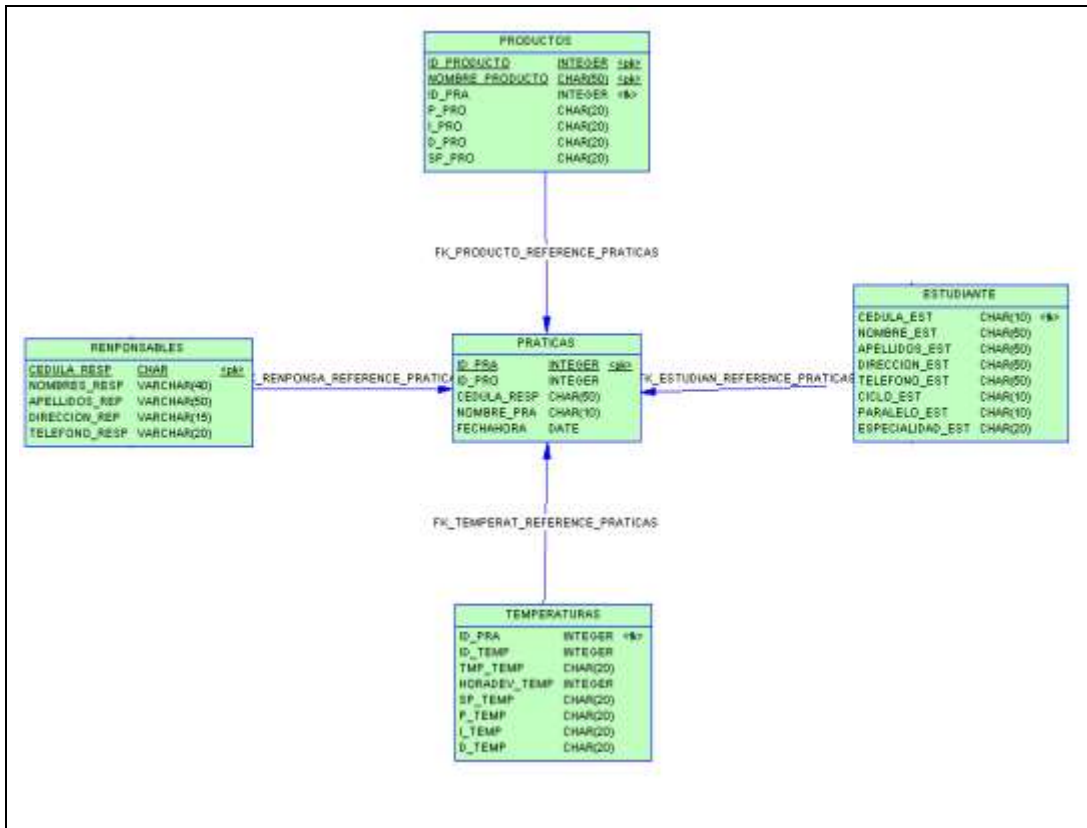 PRODUCTOS
ID_PRODUCTO INTEGER <pk>
NOMBRE_PRODUCTO CHAR(50) <pk>
ID_PRA INTEGER <fk>
P_PRO CHAR(20)
I_PRO CHAR(20)
D_PRO CHAR(20)
SP_PRO CHAR(20)
FK_PRODUCTO_REFERENCE_PRATICAS
ESTUDIANTE
CEDULA_EST CHAR(10) <fk>
NOMBRE_EST CHAR(50)
APELLIDOS_EST CHAR(50)
DIRECCION_EST CHAR(50)
TELEFONO_EST CHAR(50)
CICLO_EST CHAR(10)
PARALELO_EST CHAR(10)
ESPECIALIDAD_EST CHAR(20)
RENPONSABLES
CEDULA_RESP CHAR <pk>
NOMBRES_RESP VARCHAR(40)
APELLIDOS_REP VARCHAR(50)
DIRECCION_REP VARCHAR(15)
TELEFONO_RESP VARCHAR(20)
_RENPONSA_REFERENCE_PRATICA
PRATICAS
ID_PRA INTEGER <pk>
ID_PRO INTEGER
CEDULA_RESP CHAR(50)
NOMBRE_PRA CHAR(10)
FECHAHORA DATE
FK_ESTUDIAN_REFERENCE_PRATICAS
FK_TEMPERAT_REFERENCE_PRATICAS
TEMPERATURAS
ID_PRA INTEGER <fk>
ID_TEMP INTEGER
TMP_TEMP CHAR(20)
HORADEV_TEMP INTEGER
SP_TEMP CHAR(20)
P_TEMP CHAR(20)
I_TEMP CHAR(20)
D_TEMP CHAR(20)